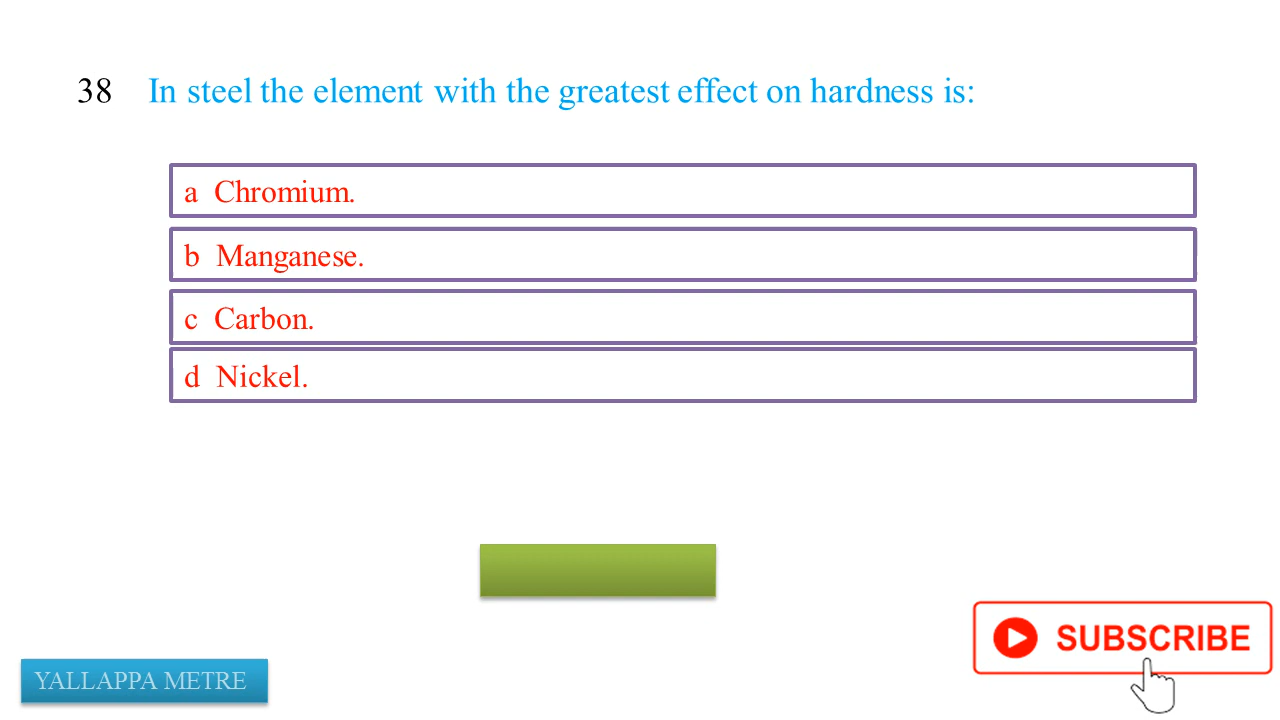 38 In steel the element with the greatest effect on hardness is:
a Chromium.
b Manganese.
c Carbon.
d Nickel.
SUBSCRIBE
YALLAPPA METRE